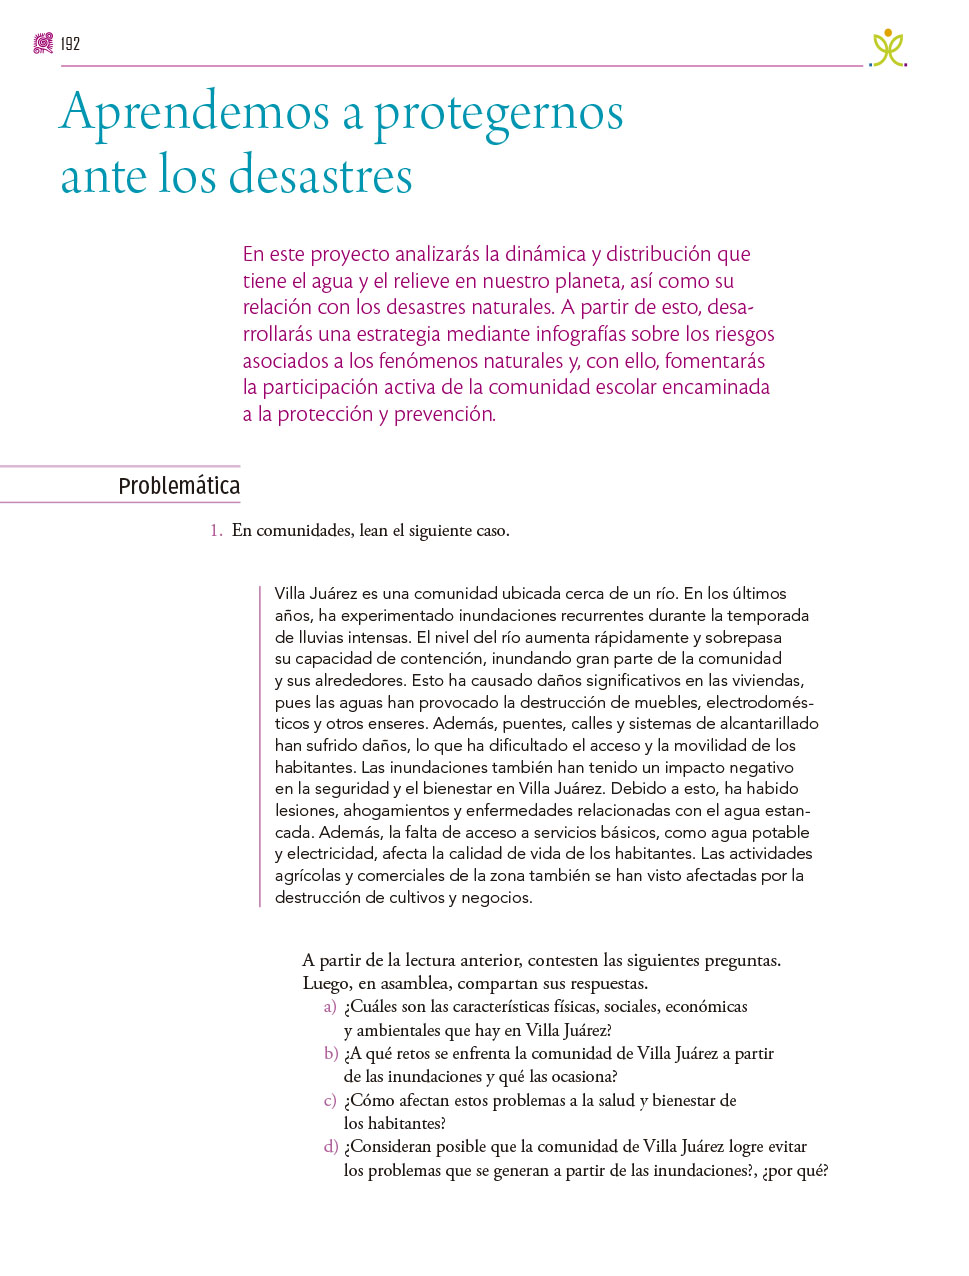 192
Aprendemos a protegernos
ante los desastres
En este proyecto analizarás la dinámica y distribución que
tiene el agua y el relieve en nuestro planeta, así como su
relación con los desastres naturales. A partir de esto, desa-
rrollarás una estrategia mediante infografías sobre los riesgos
asociados a los fenómenos naturales y, con ello, fomentarás
la participación activa de la comunidad escolar encaminada
a la protección y prevención.
Problemática
1. En comunidades, lean el siguiente caso.
Villa Juárez es una comunidad ubicada cerca de un río. En los últimos
años, ha experimentado inundaciones recurrentes durante la temporada
de lluvias intensas. El nivel del río aumenta rápidamente y sobrepasa
su capacidad de contención, inundando gran parte de la comunidad
y sus alrededores. Esto ha causado daños significativos en las viviendas,
pues las aguas han provocado la destrucción de muebles, electrodomés-
ticos y otros enseres. Además, puentes, calles y sistemas de alcantarillado
han sufrido daños, lo que ha dificultado el acceso y la movilidad de los
habitantes. Las inundaciones también han tenido un impacto negativo
en la seguridad y el bienestar en Villa Juárez. Debido a esto, ha habido
lesiones, ahogamientos y enfermedades relacionadas con el agua estan-
cada. Además, la falta de acceso a servicios básicos, como agua potable
y electricidad, afecta la calidad de vida de los habitantes. Las actividades
agrícolas y comerciales de la zona también se han visto afectadas por la
destrucción de cultivos y negocios.
A partir de la lectura anterior, contesten las siguientes preguntas.
Luego, en asamblea, compartan sus respuestas.
a) ¿Cuáles son las características físicas, sociales, económicas
y ambientales que hay en Villa Juárez?
b) ¿A qué retos se enfrenta la comunidad de Villa Juárez a partir
de las inundaciones y qué las ocasiona?
c) ¿Cómo afectan estos problemas a la salud y bienestar de
los habitantes?
d) ¿Consideran posible que la comunidad de Villa Juárez logre evitar
los problemas que se generan a partir de las inundaciones?, ¿por qué?